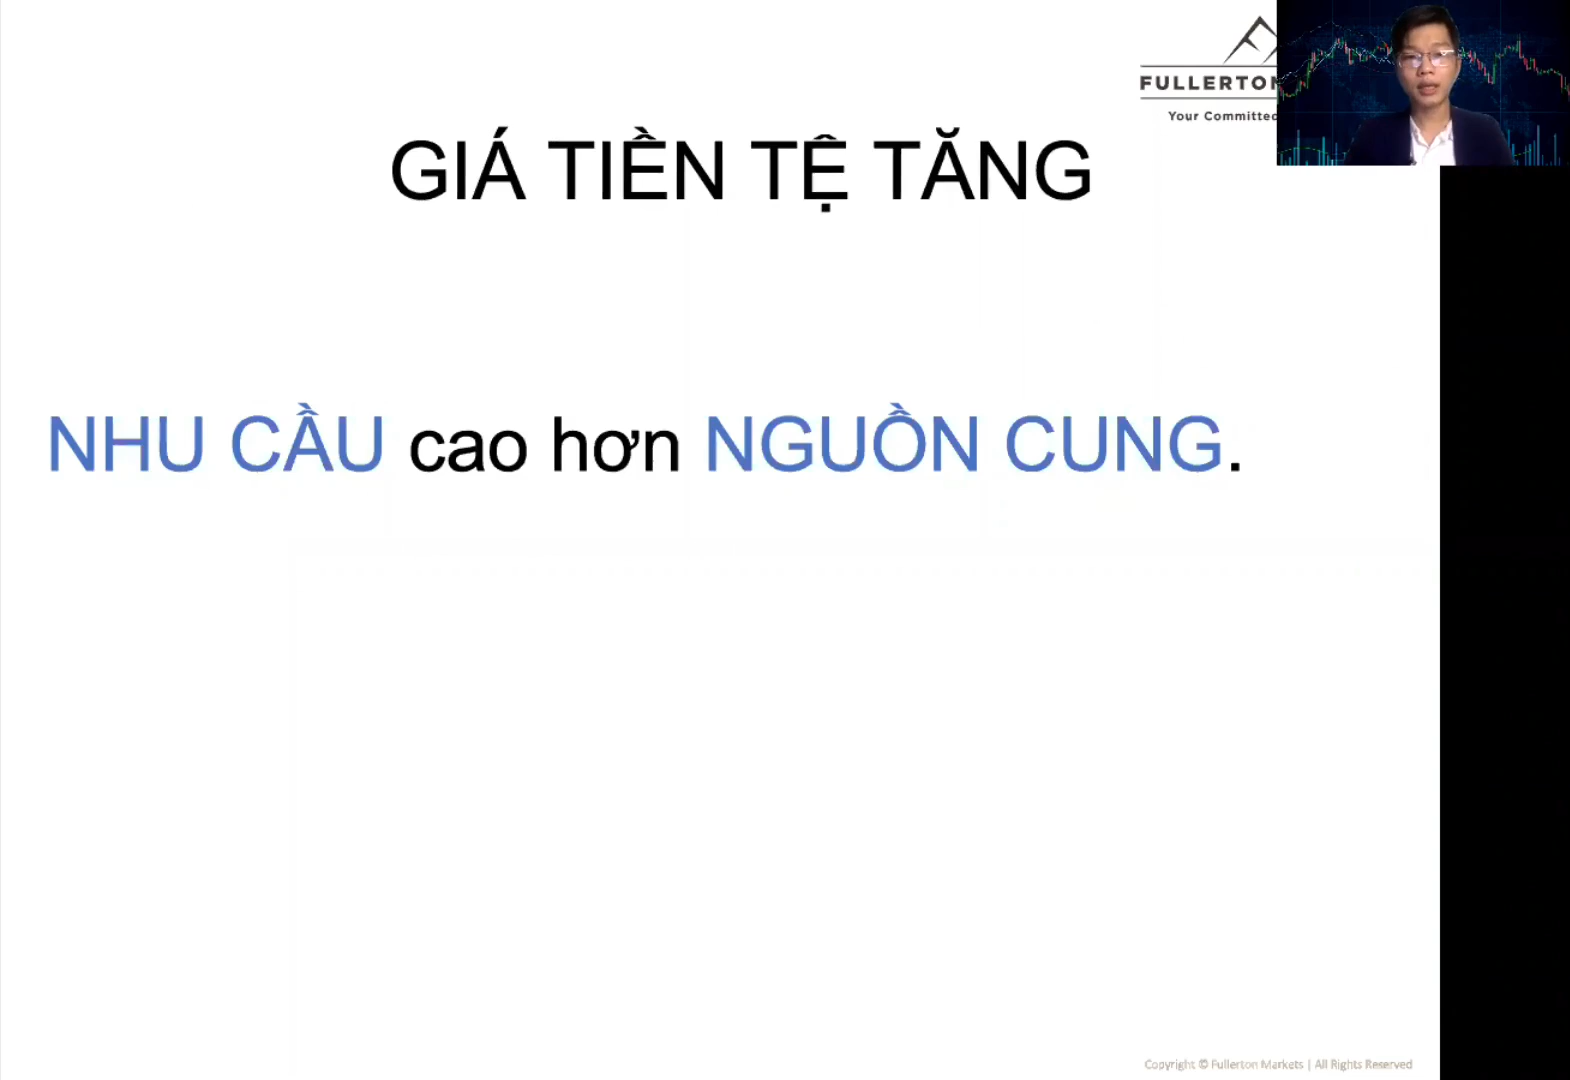 FULLERTON
Your Committed
GIÁ TIỀN TỆ TĂNG
NHU CẦU cao hơn NGUỒN CUNG.
Copyright © Fullerton Markets | All Rights Reserved